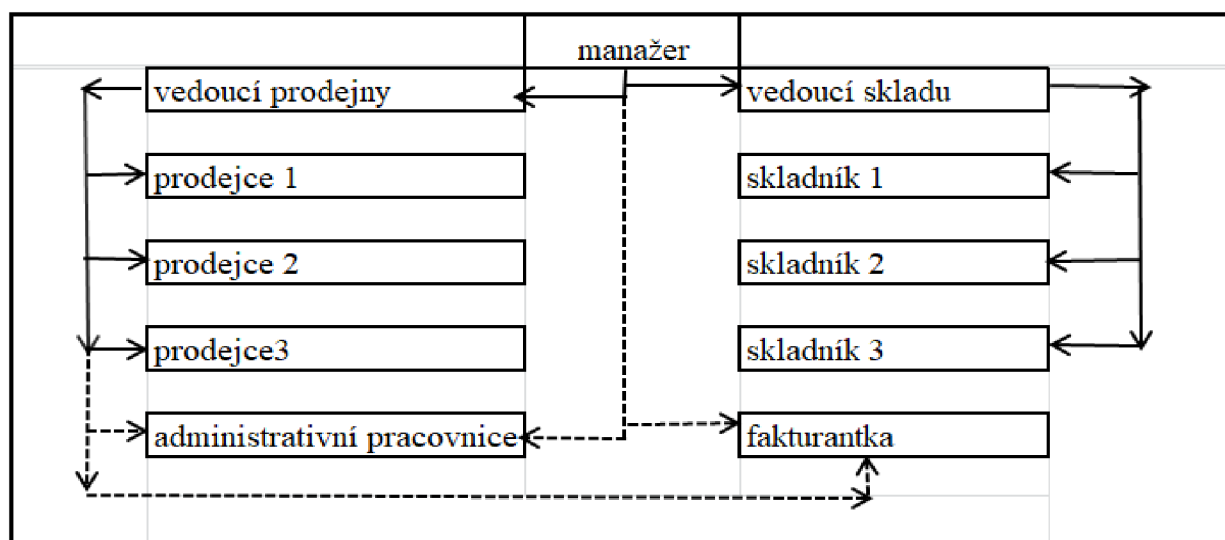 manažer
vedoucí prodejny
vedoucí skladu
prodejce 1
skladník 1
prodejce 2
skladník 2
prodejce3
skladník 3
administrativní pracovnice
fakturantka